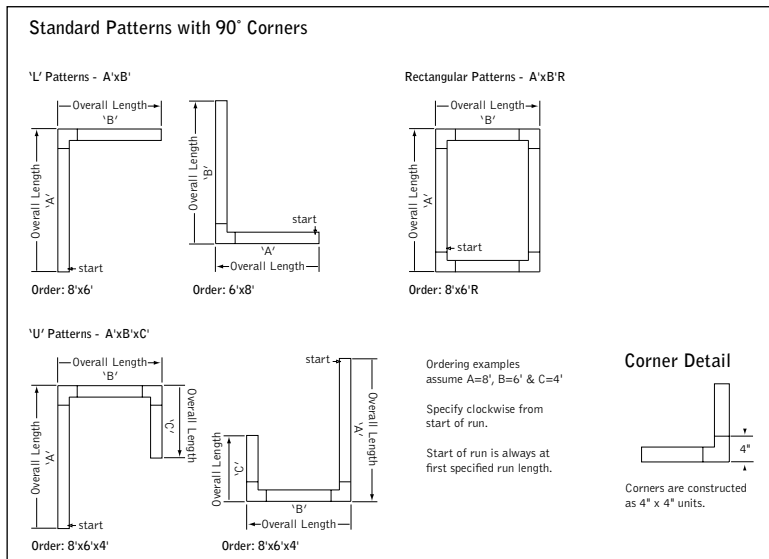 Standard Patterns with 90° Corners
‘L’ Patterns - A'xB'
Overall Length
‘B’
Overall Length
‘A’
start
Order: 8'x6'
Overall Length
‘B’
start
‘A’
Overall Length
Order: 6'x8'
Rectangular Patterns - A'xB'R
Overall Length
‘B’
Overall Length
‘A’
start
Order: 8'x6'R
‘U’ Patterns - A'xB'xC'
Overall Length
‘B’
Overall Length
‘A’
Overall Length
‘C’
start
Order: 8'x6'x4'
start
Overall Length
‘A’
Overall Length
‘C’
‘B’
Overall Length
Order: 8'x6'x4'
Ordering examples
assume A=8', B=6' & C=4'
Specify clockwise from
start of run.
Start of run is always at
first specified run length.
Corner Detail
4"
Corners are constructed
as 4" x 4" units.